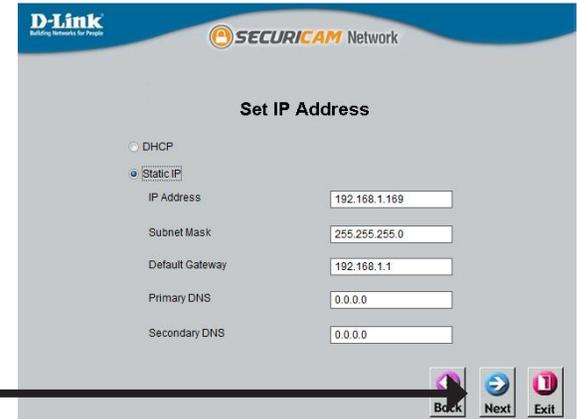 D-Link
Building Networks for People
SECURICAM Network
Set IP Address
DHCP
Static IP
IP Address 192.168.1.169
Subnet Mask 255.255.255.0
Default Gateway 192.168.1.1
Primary DNS 0.0.0.0
Secondary DNS 0.0.0.0
Back Next Exit